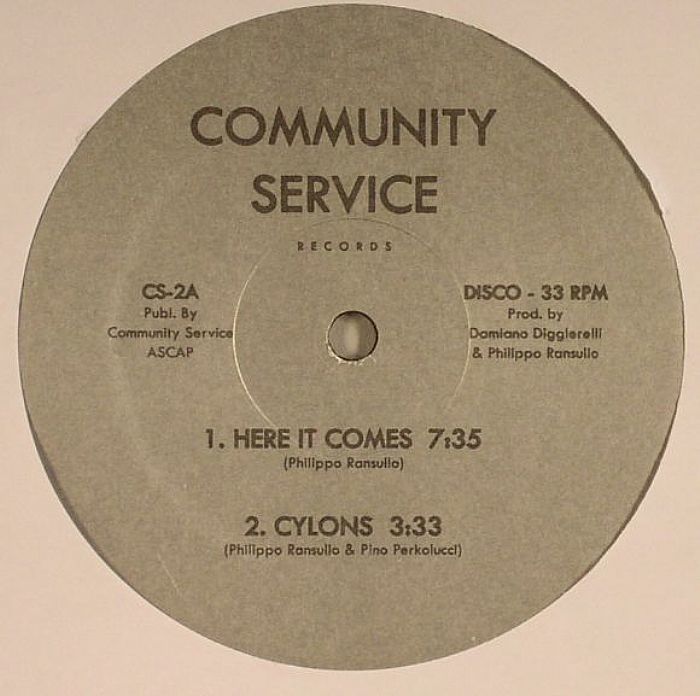 COMMUNITY
SERVICE
RECORDS
CS-2A
Publ. By
Community Service
ASCAP
DISCO - 33 RPM
Prod. by
Damiano Digglerelli
& Philippo Ransullo
1. HERE IT COMES 7:35
(Philippo Ransullo)
2. CYLONS 3:33
(Philippo Ransullo & Pino Perkolucci)